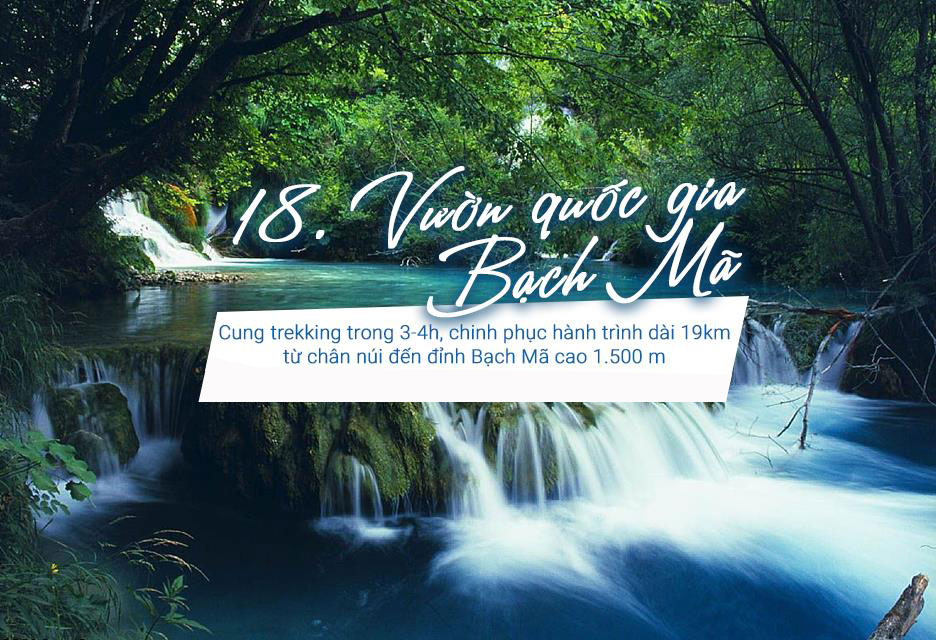 18. Vườn quốc gia
Bạch Mã
Cung trekking trong 3-4h, chinh phục hành trình dài 19km
từ chân núi đến đỉnh Bạch Mã cao 1.500 m